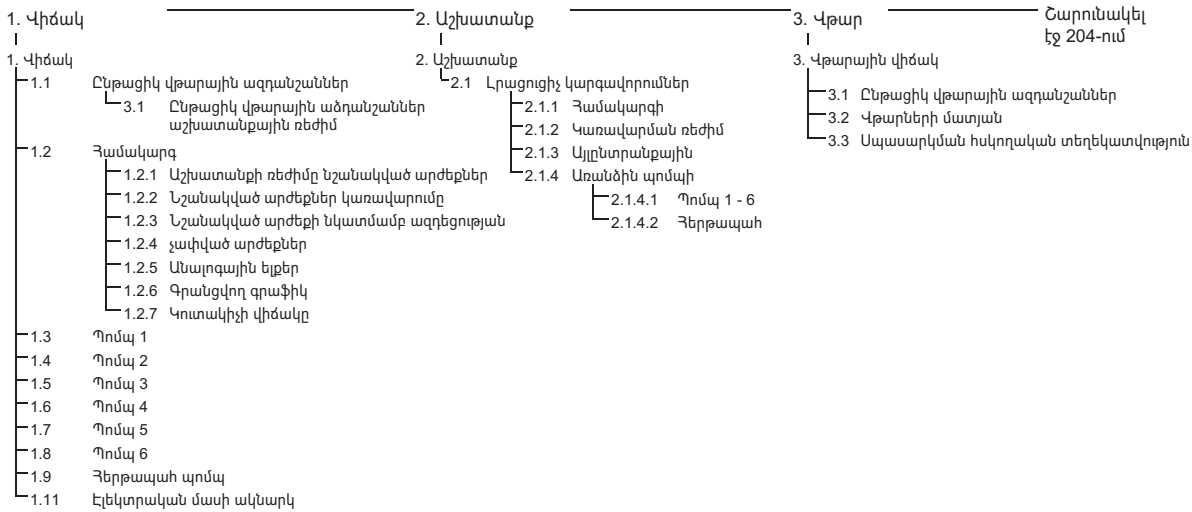 1. Վիճակ
2. Աշխատանք
3. Վթար
Շարունակել
էջ 204-ում
1. Վիճակ
1.1 Ընթացիկ վթարային ազդանշաններ
3.1 Ընթացիկ վթարային աձդանշաններ
աշխատանքային ռեժիմ
1.2 Համակարգ
1.2.1 Աշխատանքի ռեժիմը նշանակված արժեքներ
1.2.2 Նշանակված արժեքներ կառավարումը
1.2.3 Նշանակված արժեքի նկատմամբ ազդեցության
1.2.4 չափված արժեքներ
1.2.5 Անալոգային ելքեր
1.2.6 Գրանցվող գրաֆիկ
1.2.7 Կուտակիչի վիճակը
1.3 Պոմպ 1
1.4 Պոմպ 2
1.5 Պոմպ 3
1.6 Պոմպ 4
1.7 Պոմպ 5
1.8 Պոմպ 6
1.9 Հերթապահ պոմպ
1.11 Էլեկտրական մասի ակնարկ
2. Աշխատանք
2.1 Լրացուցիչ կարգավորումներ
2.1.1 Համակարգի
2.1.2 Կառավարման ռեժիմ
2.1.3 Այլընտրանքային
2.1.4 Առանձին պոմպի
2.1.4.1 Պոմպ 1 - 6
2.1.4.2 Հերթապահ
3. Վթարային վիճակ
3.1 Ընթացիկ վթարային ազդանշաններ
3.2 Վթարների մատյան
3.3 Սպասարկման հսկողական տեղեկատվություն